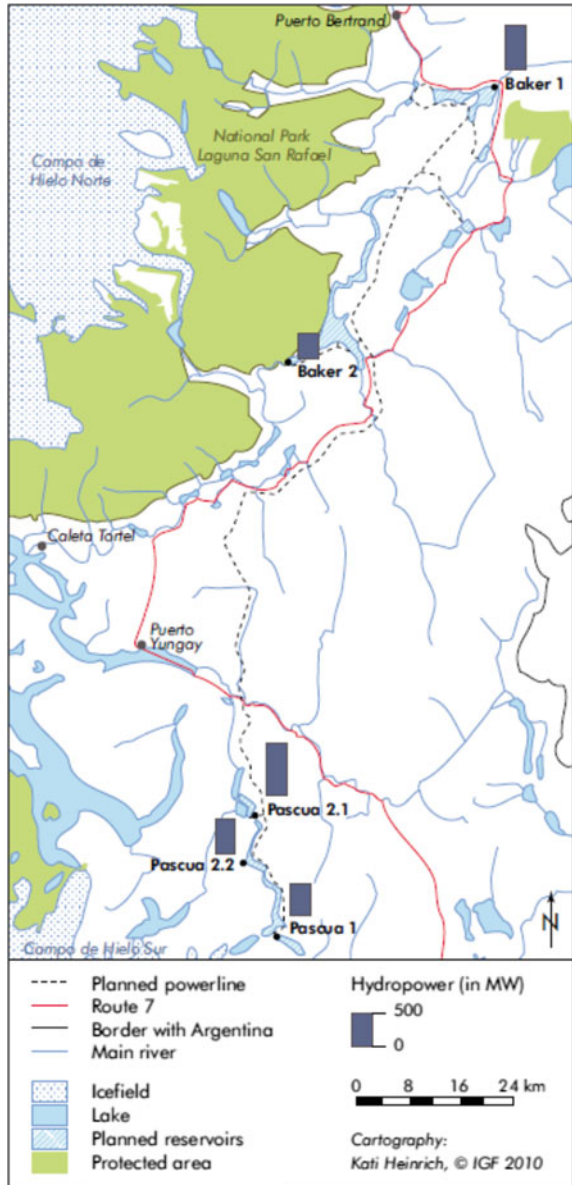 Puerto Bertrand
Baker 1
National Park
Laguna San Rafael
Campo de
Hielo Norte
Baker 2
Caleta Tortel
Puerto
Yungay
Pascua 2.1
Pascua 2.2
Pascua 1
N
Campo de Hielo Sur
Planned powerline
Route 7
Border with Argentina
Main river
Icefield
Lake
Planned reservoirs
Protected area
Hydropower (in MW)
500
0
0 8 16 24 km
Cartography:
Kati Heinrich, © IGF 2010